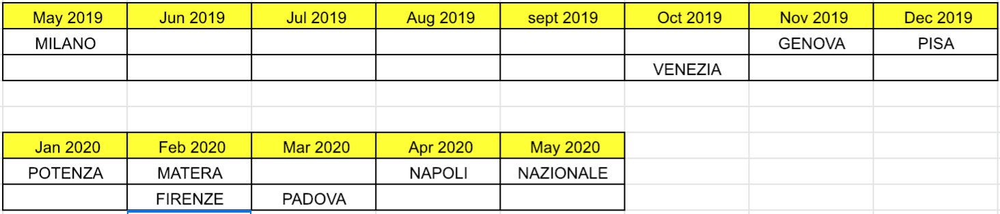 May 2019 Jun 2019 Jul 2019 Aug 2019 sept 2019 Oct 2019 Nov 2019 Dec 2019
MILANO GENOVA PISA
VENEZIA
Jan 2020 Feb 2020 Mar 2020 Apr 2020 May 2020
POTENZA MATERA NAPOLI NAZIONALE
FIRENZE PADOVA